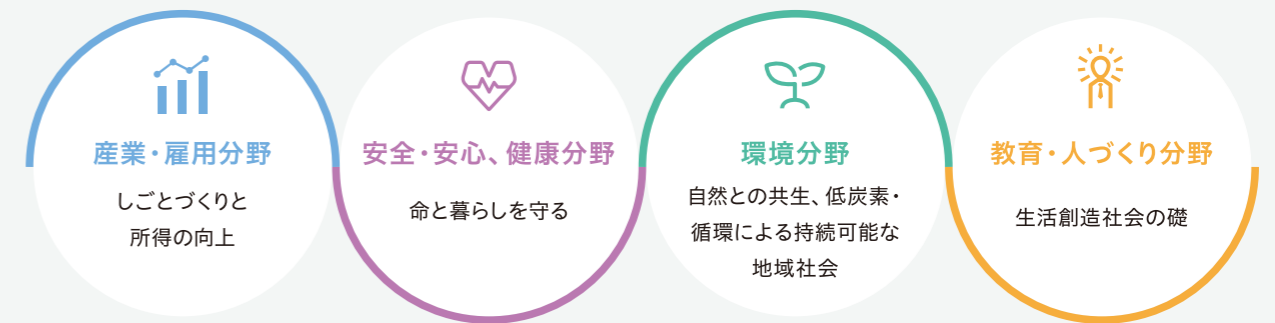 産業・雇用分野
しごとづくりと
所得の向上
安全・安心、健康分野
命と暮らしを守る
環境分野
自然との共生、低炭素・
循環による持続可能な
地域社会
教育・人づくり分野
生活創造社会の礎